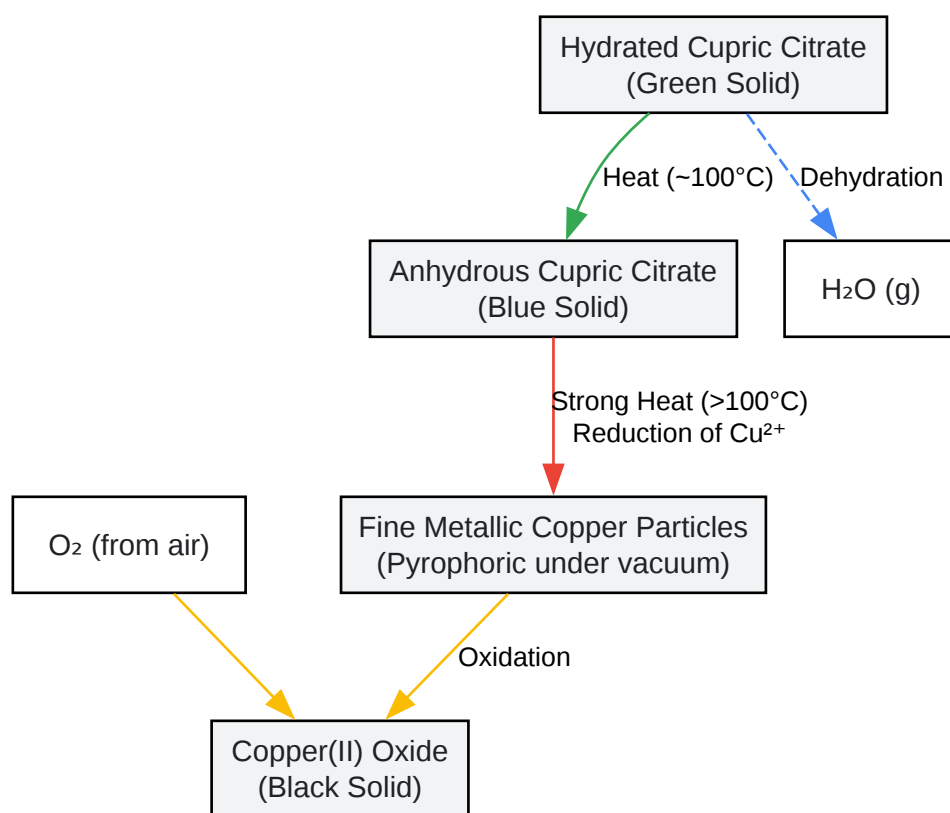 Hydrated Cupric Citrate
(Green Solid)
Heat (~100°C)
Dehydration
Anhydrous Cupric Citrate
(Blue Solid)
H₂O (g)
Strong Heat (>100°C)
Reduction of Cu²⁺
O₂ (from air)
Fine Metallic Copper Particles
(Pyrophoric under vacuum)
Oxidation
Copper(II) Oxide
(Black Solid)